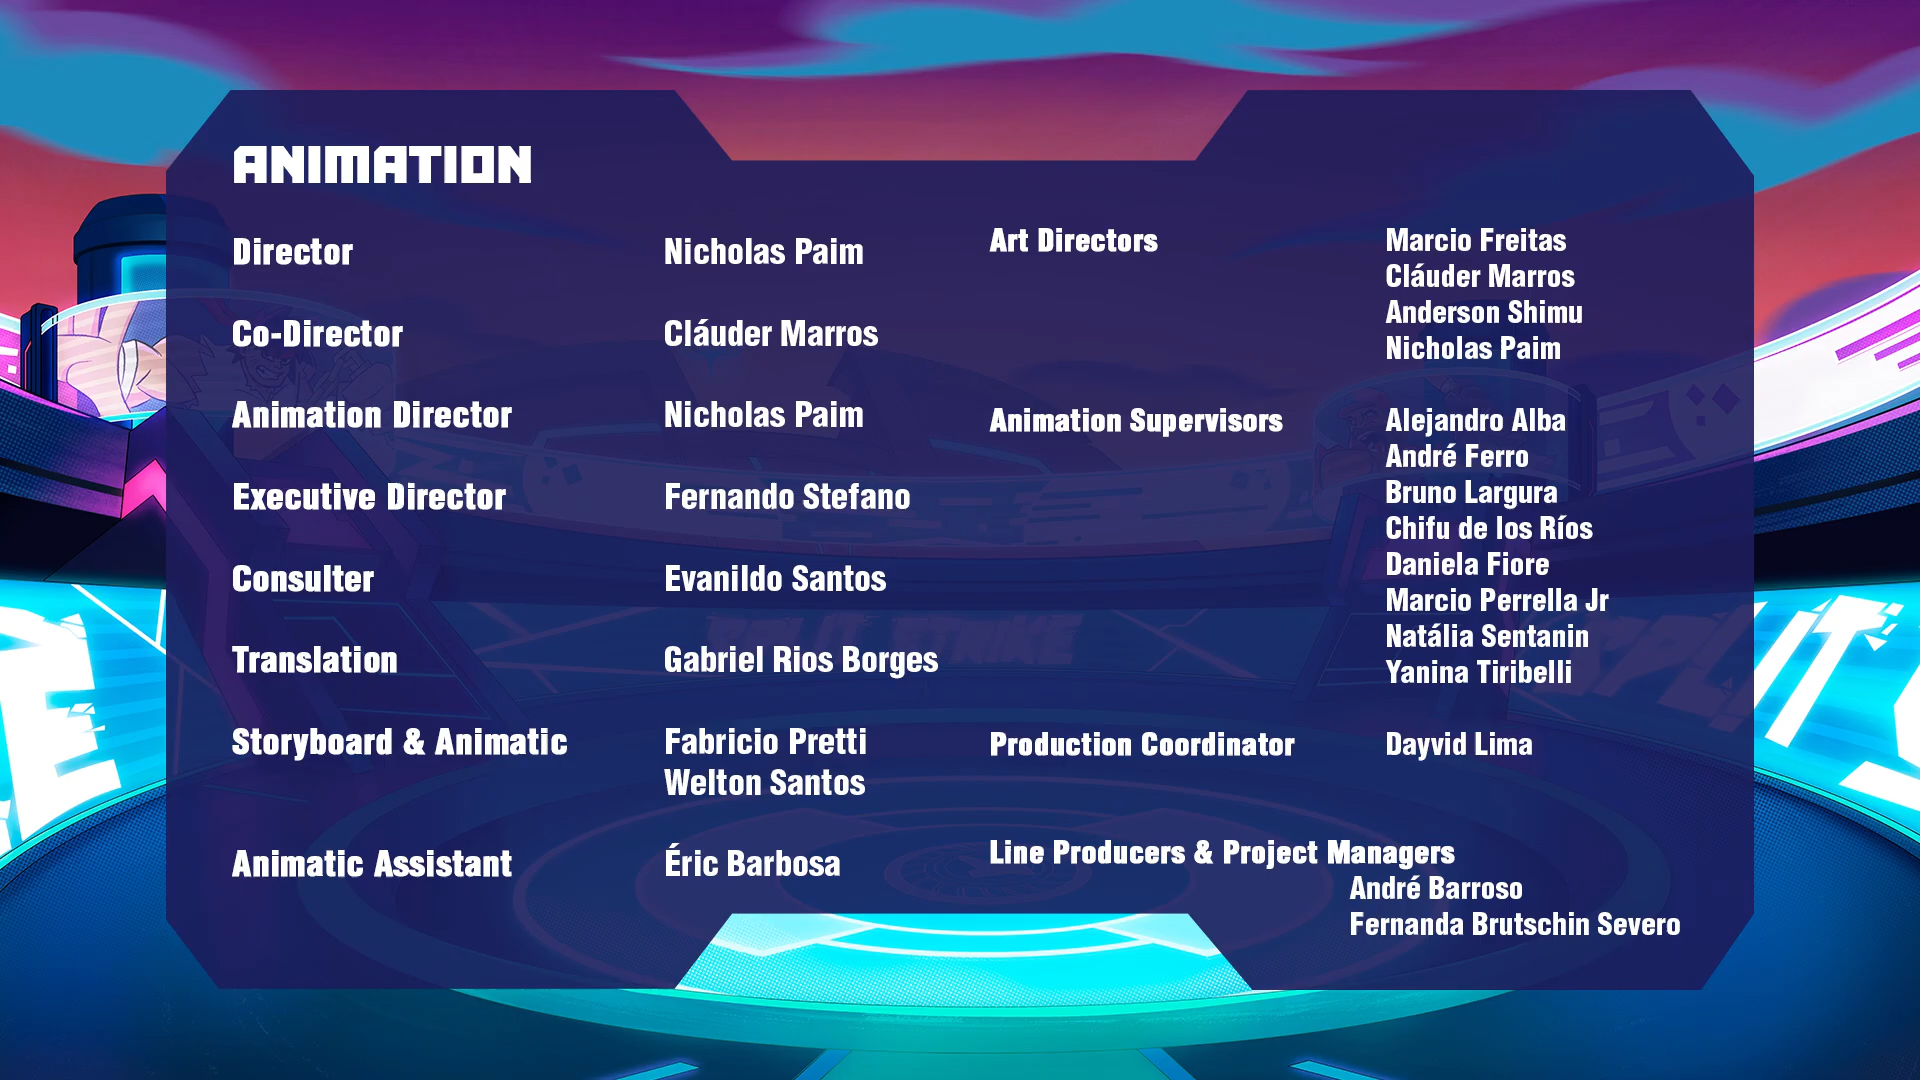 ANIMATION
Director Nicholas Paim
Co-Director Cláuder Marros
Animation Director Nicholas Paim
Executive Director Fernando Stefano
Consulter Evanildo Santos
Translation Gabriel Rios Borges
Storyboard & Animatic Fabricio Pretti
Welton Santos
Animatic Assistant Éric Barbosa
Art Directors Marcio Freitas
Cláuder Marros
Anderson Shimu
Nicholas Paim
Animation Supervisors Alejandro Alba
André Ferro
Bruno Largura
Chifu de los Ríos
Daniela Fiore
Marcio Perrella Jr
Natália Sentanin
Yanina Tiribelli
Production Coordinator Dayvid Lima
Line Producers & Project Managers
André Barroso
Fernanda Brutschin Severo
SPLIT STRIKE